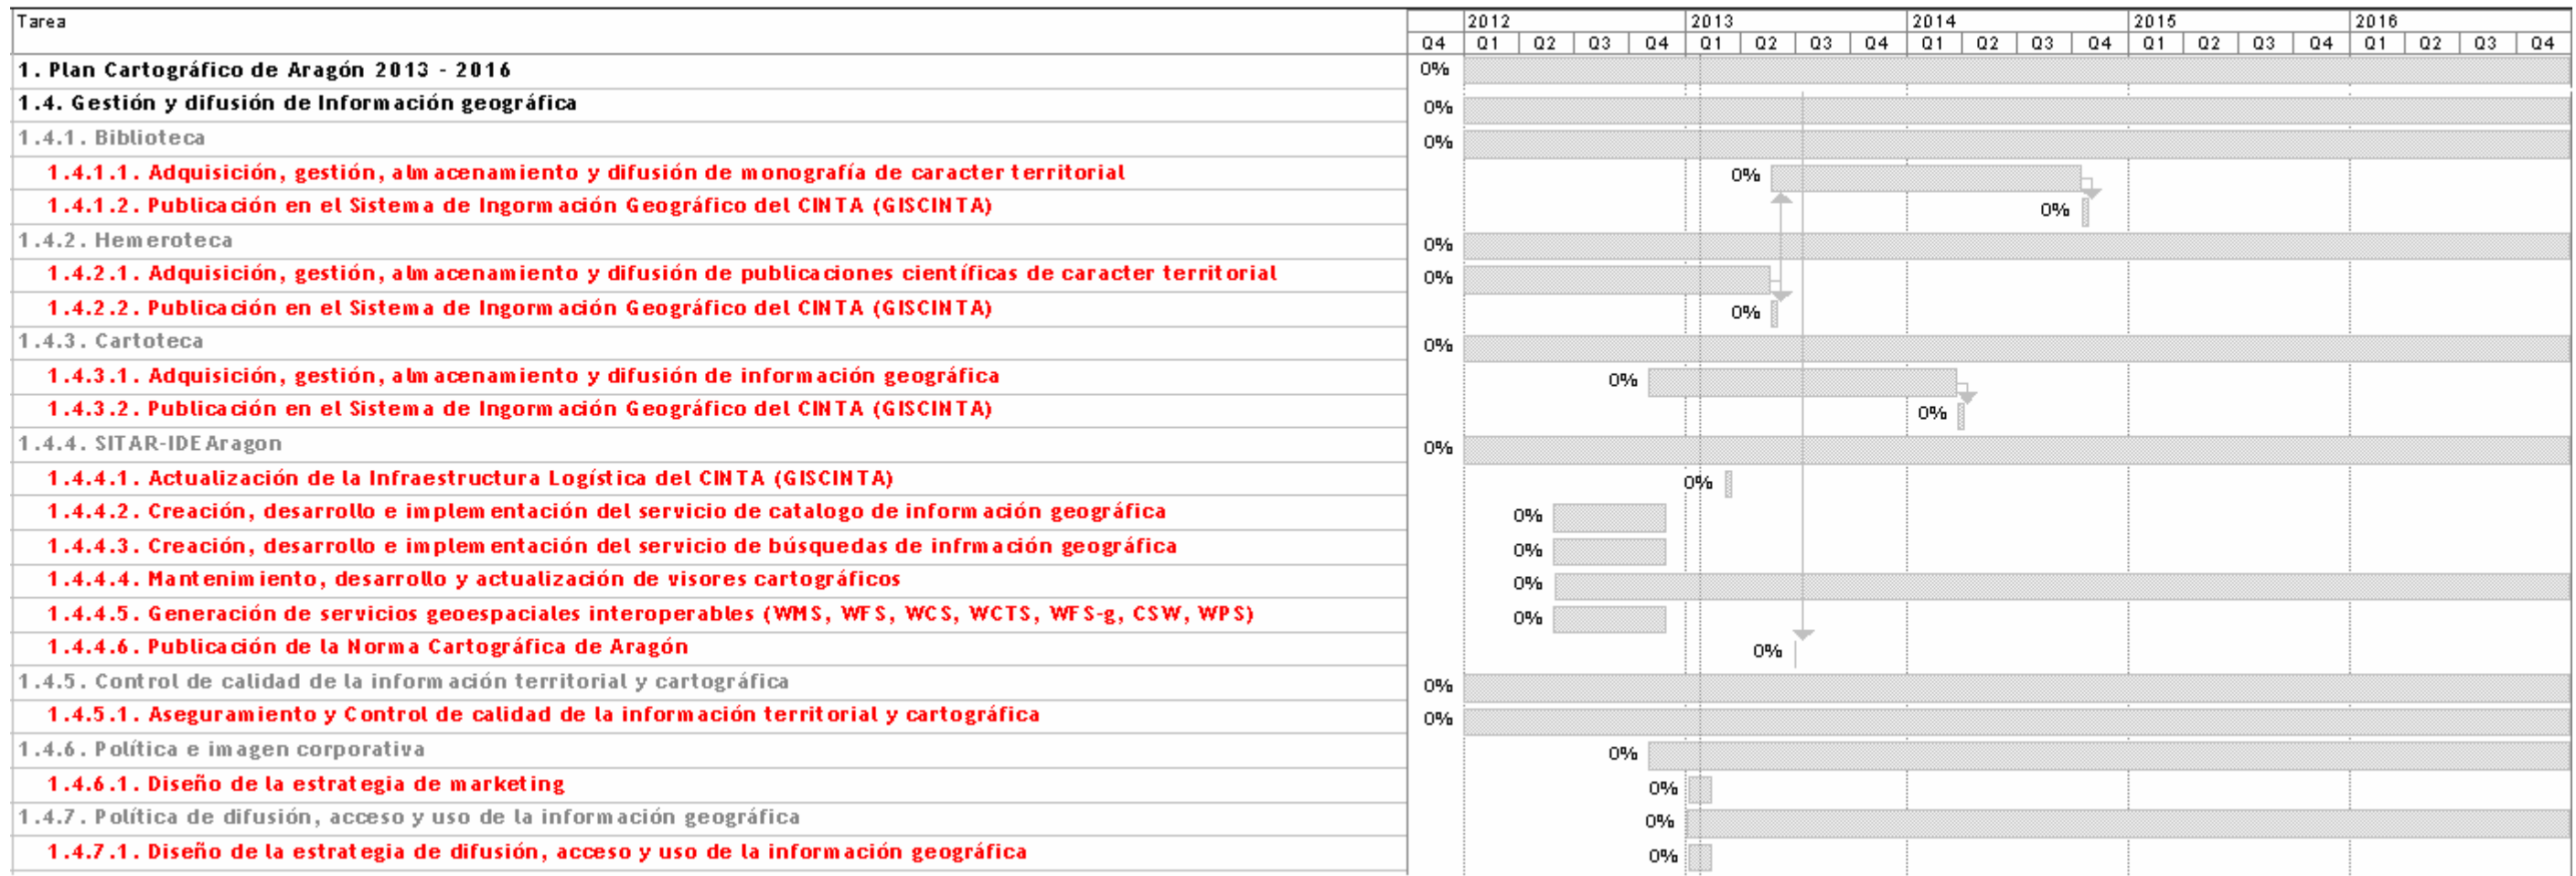 Tarea
2012 2013 2014 2015 2016
Q4 Q1 Q2 Q3 Q4 Q1 Q2 Q3 Q4 Q1 Q2 Q3 Q4 Q1 Q2 Q3 Q4 Q1 Q2 Q3 Q4
1. Plan Cartográfico de Aragón 2013 - 2016 0%
1.4. Gestión y difusión de Información geográfica 0%
1.4.1. Biblioteca 0%
1.4.1.1. Adquisición, gestión, almacenamiento y difusión de monografía de caracter territorial 0%
1.4.1.2. Publicación en el Sistema de Ingormación Geográfico del CINTA (GISCINTA) 0%
1.4.2. Hemeroteca 0%
1.4.2.1. Adquisición, gestión, almacenamiento y difusión de publicaciones científicas de caracter territorial 0%
1.4.2.2. Publicación en el Sistema de Ingormación Geográfico del CINTA (GISCINTA) 0%
1.4.3. Cartoteca 0%
1.4.3.1. Adquisición, gestión, almacenamiento y difusión de información geográfica 0%
1.4.3.2. Publicación en el Sistema de Ingormación Geográfico del CINTA (GISCINTA) 0%
1.4.4. SITAR-IDEAragon 0%
1.4.4.1. Actualización de la Infraestructura Logística del CINTA (GISCINTA) 0%
1.4.4.2. Creación, desarrollo e implementación del servicio de catalogo de información geográfica 0%
1.4.4.3. Creación, desarrollo e implementación del servicio de búsquedas de infrmación geográfica 0%
1.4.4.4. Mantenimiento, desarrollo y actualización de visores cartográficos 0%
1.4.4.5. Generación de servicios geoespaciales interoperables (WMS, WFS, WCS, WCTS, WFS-g, CSW, WPS) 0%
1.4.4.6. Publicación de la Norma Cartográfica de Aragón 0%
1.4.5. Control de calidad de la información territorial y cartográfica 0%
1.4.5.1. Aseguramiento y Control de calidad de la información territorial y cartográfica 0%
1.4.6. Política e imagen corporativa 0%
1.4.6.1. Diseño de la estrategia de marketing 0%
1.4.7. Política de difusión, acceso y uso de la información geográfica 0%
1.4.7.1. Diseño de la estrategia de difusión, acceso y uso de la información geográfica 0%